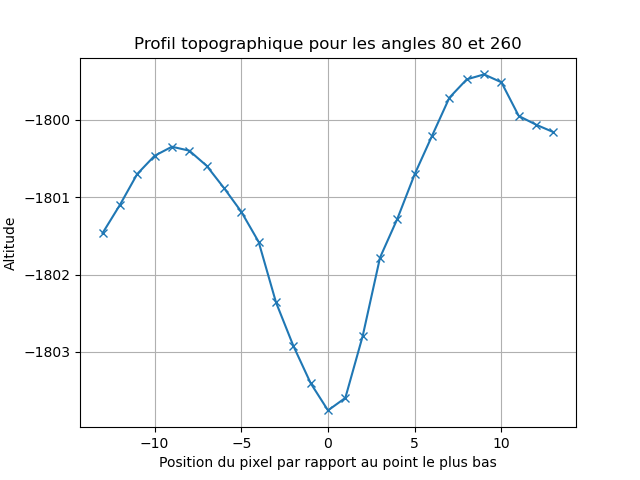 Profil topographique pour les angles 80 et 260
Altitude
−1800
−1801
−1802
−1803
−10 −5 0 5 10
Position du pixel par rapport au point le plus bas